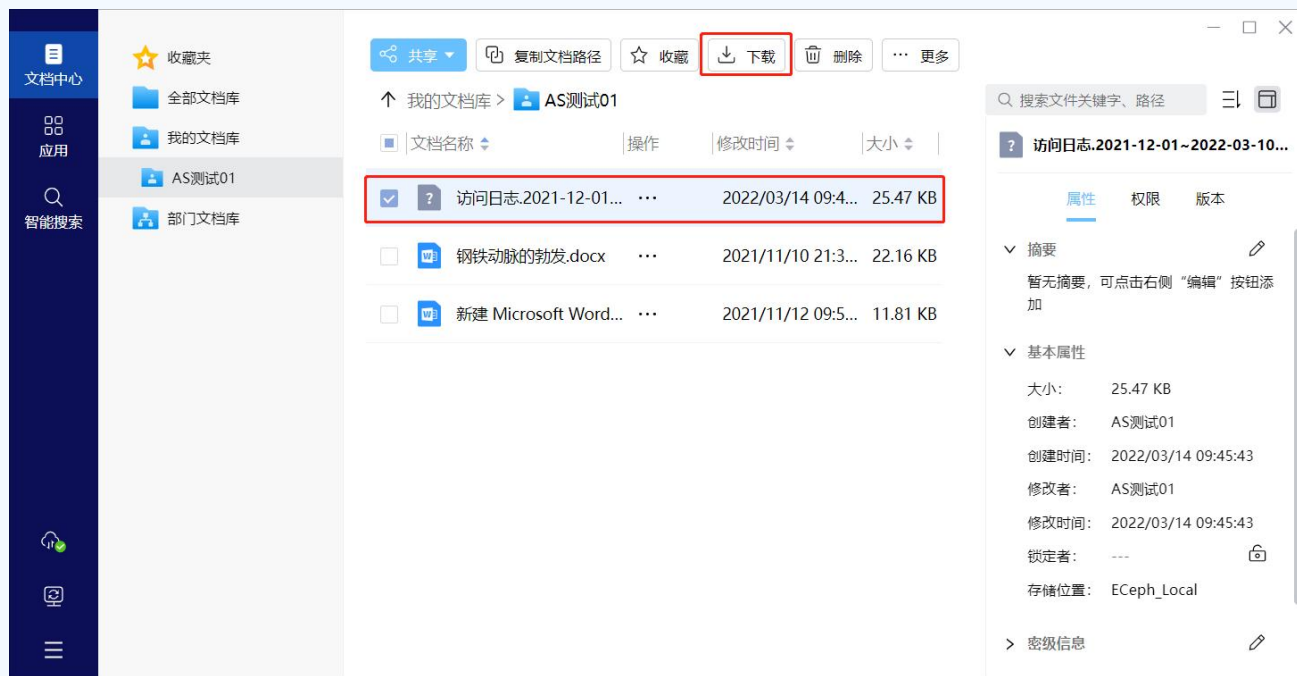 文档中心
应用
智能搜索
收藏夹
全部文档库
我的文档库
AS测试01
部门文档库
共享
复制文档路径
收藏
下载
删除
··· 更多
我的文档库 > AS测试01
文档名称 操作 修改时间 大小
访问日志.2021-12-01... ··· 2022/03/14 09:4... 25.47 KB
钢铁动脉的勃发.docx ··· 2021/11/10 21:3... 22.16 KB
新建 Microsoft Word... ··· 2021/11/12 09:5... 11.81 KB
搜索文件关键字、路径
访问日志.2021-12-01~2022-03-10...
属性 权限 版本
摘要
暂无摘要，可点击右侧“编辑”按钮添
加
基本属性
大小: 25.47 KB
创建者: AS测试01
创建时间: 2022/03/14 09:45:43
修改者: AS测试01
修改时间: 2022/03/14 09:45:43
锁定者: ---
存储位置: ECeph_Local
密级信息